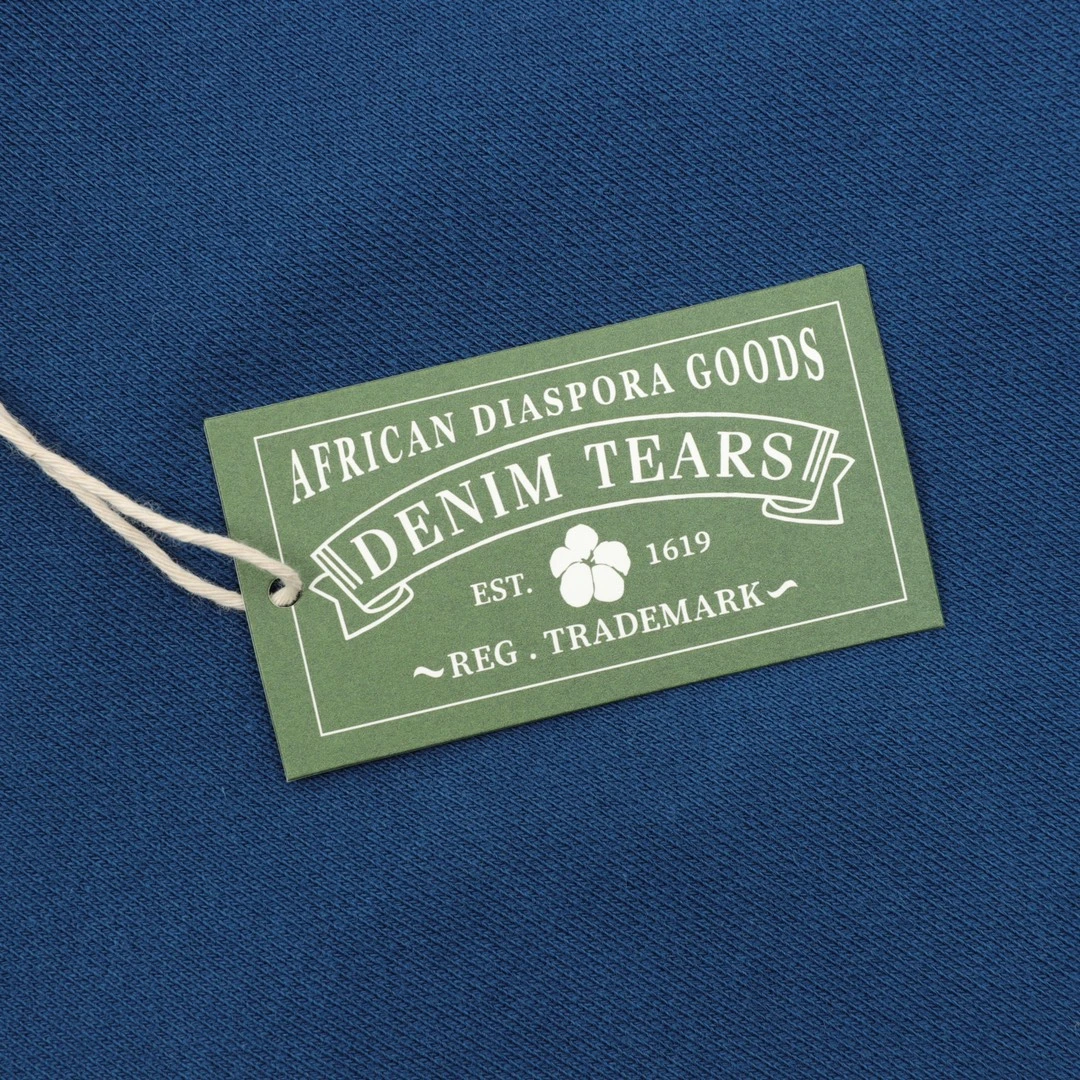 AFRICAN DIASPORA GOODS
DENIM TEARS
EST. 1619
~REG . TRADEMARK~